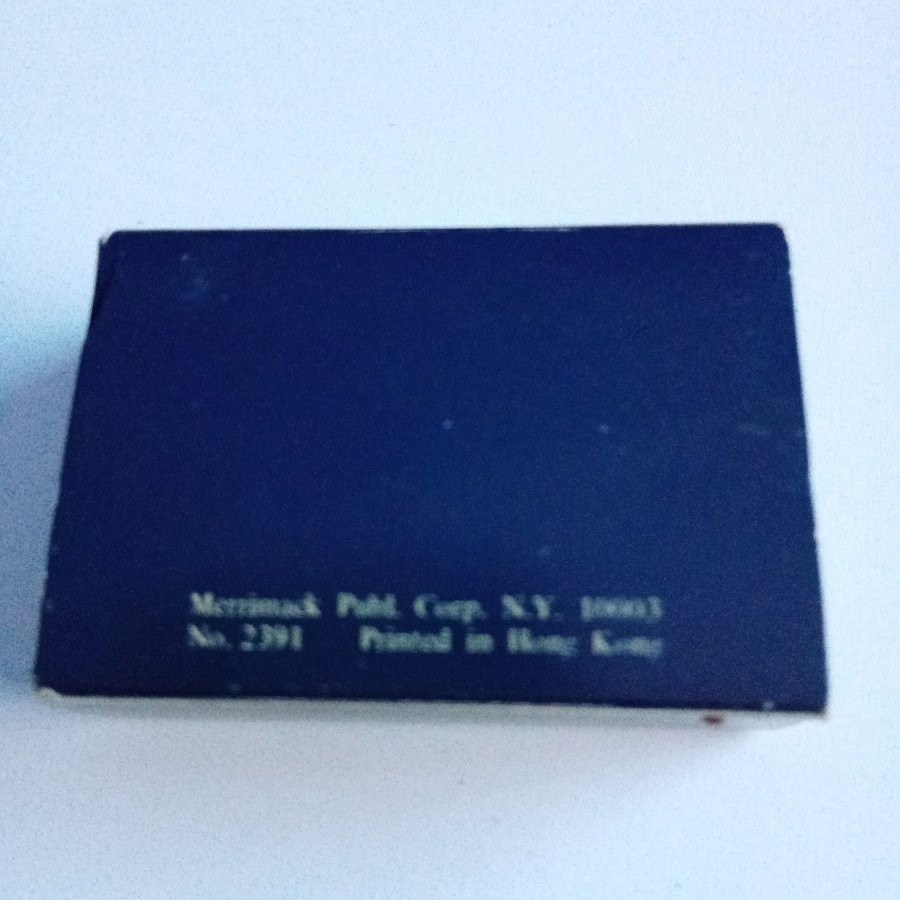 Merrimack Publ. Corp. N.Y. 10003
No. 2391 Printed in Hong Kong